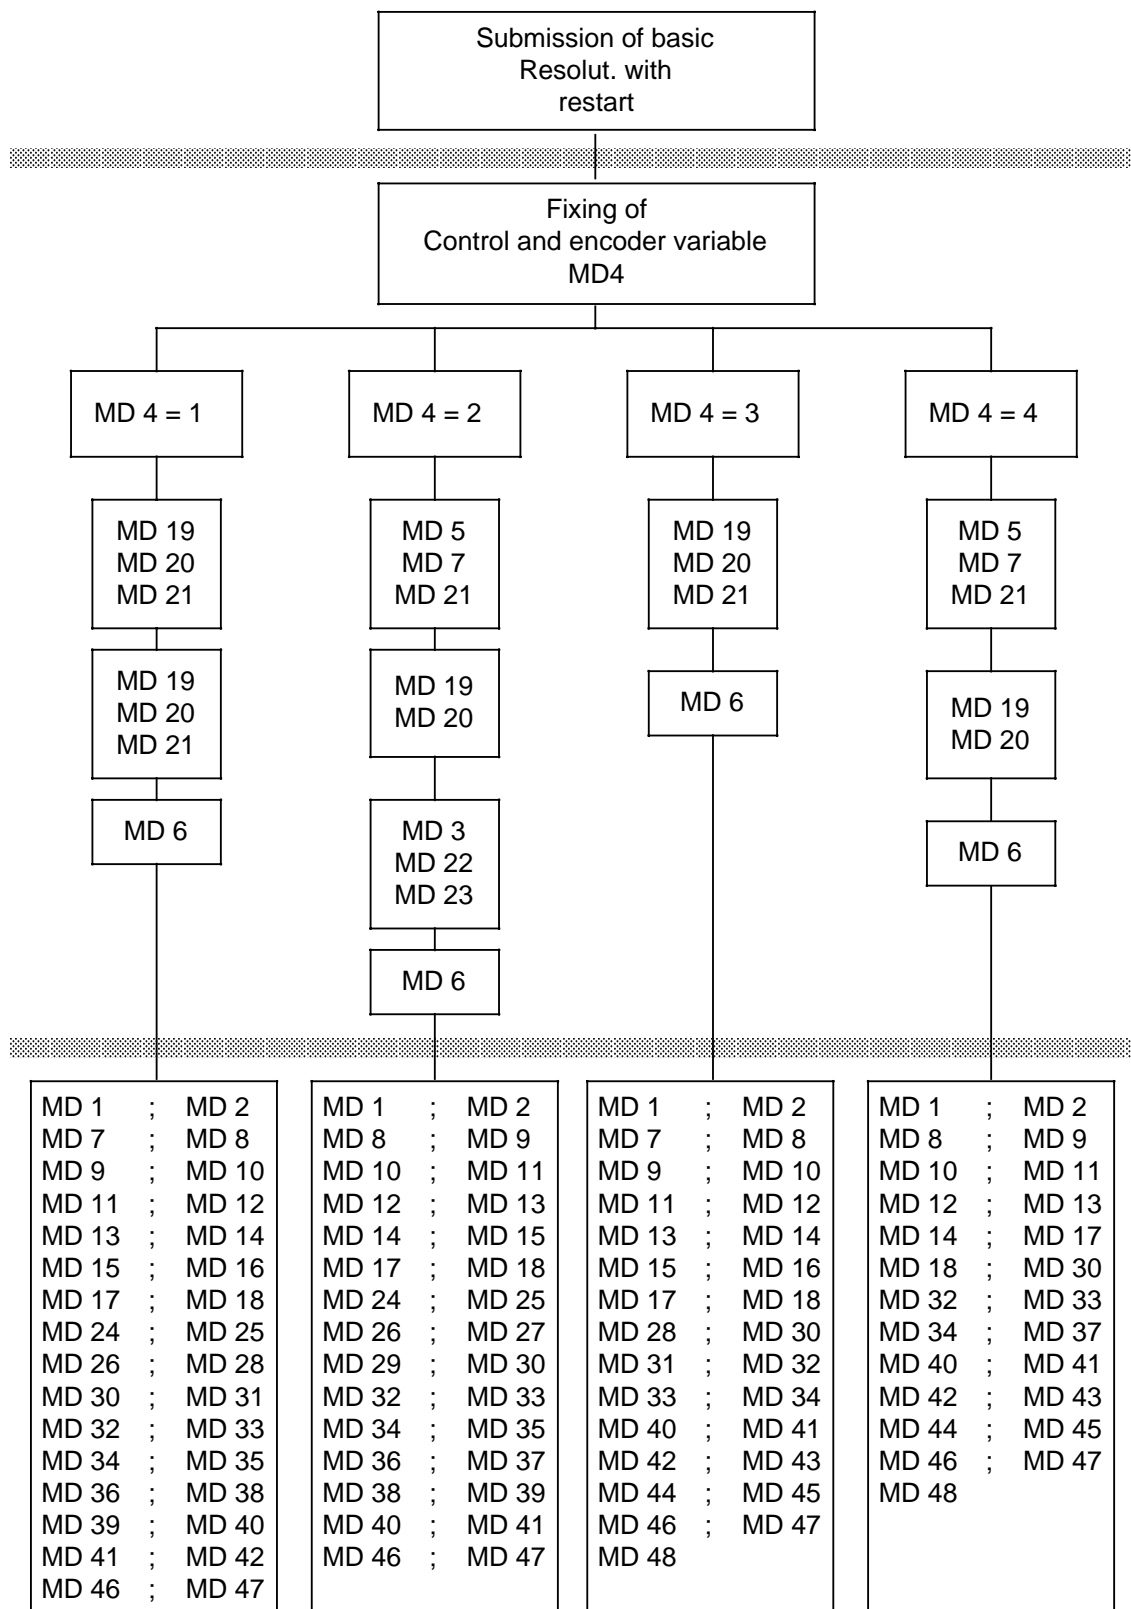 Submission of basic
Resolut. with
restart
Fixing of
Control and encoder variable
MD4
MD 4 = 1
MD 4 = 2
MD 4 = 3
MD 4 = 4
MD 19
MD 20
MD 21
MD 5
MD 7
MD 21
MD 19
MD 20
MD 21
MD 5
MD 7
MD 21
MD 19
MD 20
MD 21
MD 19
MD 20
MD 6
MD 19
MD 20
MD 6
MD 3
MD 22
MD 23
MD 6
MD 6
MD 1 ; MD 2
MD 7 ; MD 8
MD 9 ; MD 10
MD 11 ; MD 12
MD 13 ; MD 14
MD 15 ; MD 16
MD 17 ; MD 18
MD 24 ; MD 25
MD 26 ; MD 28
MD 30 ; MD 31
MD 32 ; MD 33
MD 34 ; MD 35
MD 36 ; MD 38
MD 39 ; MD 40
MD 41 ; MD 42
MD 46 ; MD 47
MD 1 ; MD 2
MD 8 ; MD 9
MD 10 ; MD 11
MD 12 ; MD 13
MD 14 ; MD 15
MD 17 ; MD 18
MD 24 ; MD 25
MD 26 ; MD 27
MD 29 ; MD 30
MD 32 ; MD 33
MD 34 ; MD 35
MD 36 ; MD 37
MD 38 ; MD 39
MD 40 ; MD 41
MD 46 ; MD 47
MD 1 ; MD 2
MD 7 ; MD 8
MD 9 ; MD 10
MD 11 ; MD 12
MD 13 ; MD 14
MD 15 ; MD 16
MD 17 ; MD 18
MD 28 ; MD 30
MD 31 ; MD 32
MD 33 ; MD 34
MD 40 ; MD 41
MD 42 ; MD 43
MD 44 ; MD 45
MD 46 ; MD 47
MD 48
MD 1 ; MD 2
MD 8 ; MD 9
MD 10 ; MD 11
MD 12 ; MD 13
MD 14 ; MD 17
MD 18 ; MD 30
MD 32 ; MD 33
MD 34 ; MD 37
MD 40 ; MD 41
MD 42 ; MD 43
MD 44 ; MD 45
MD 46 ; MD 47
MD 48